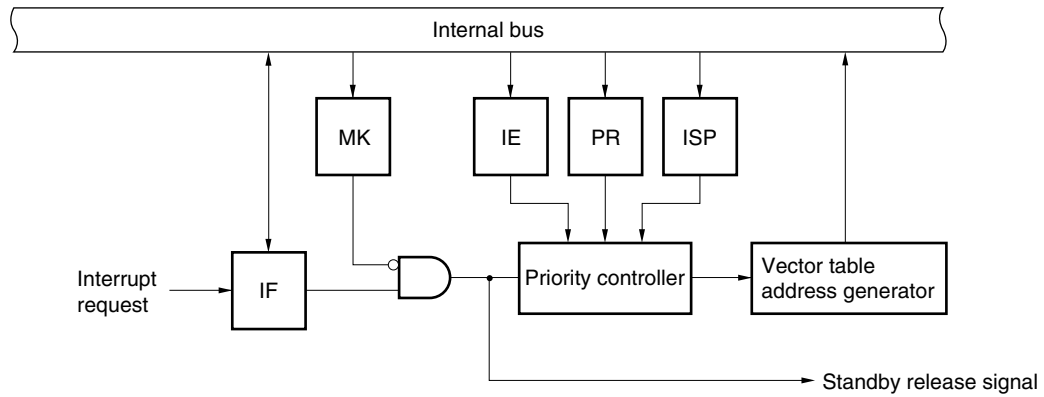 Internal bus
MK
IE
PR
ISP
Interrupt
request
IF
Priority controller
Vector table
address generator
Standby release signal